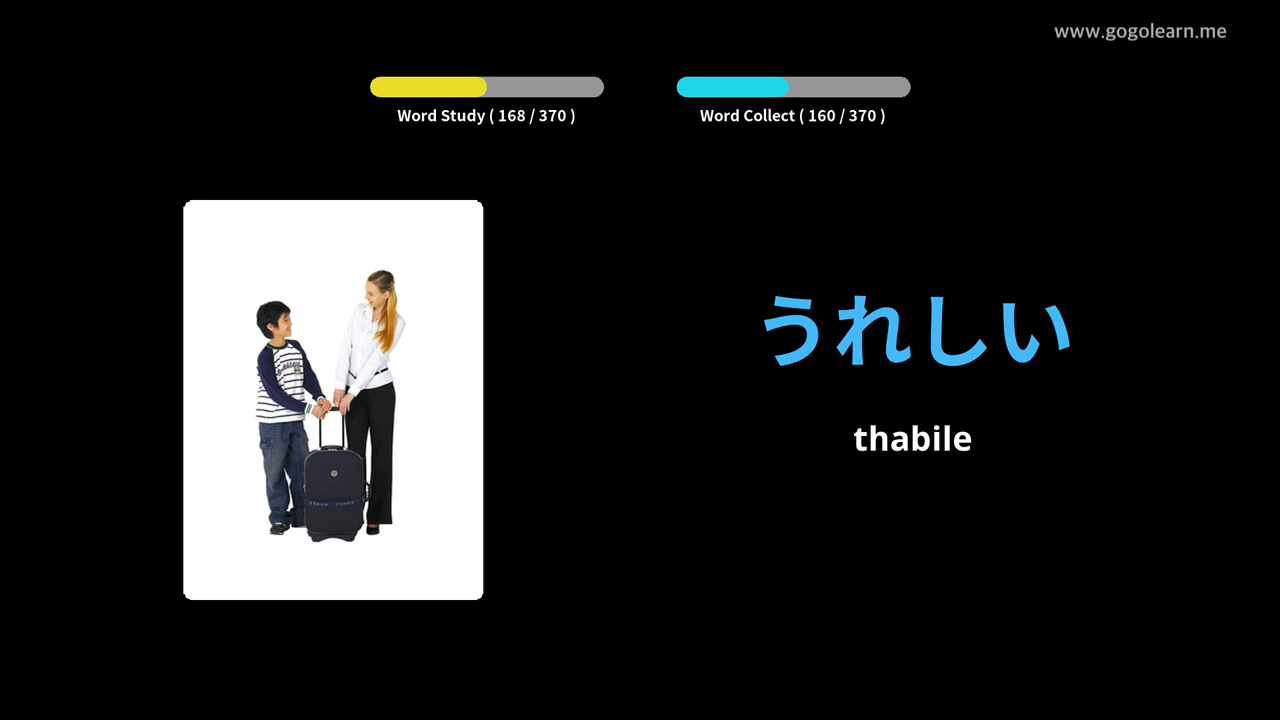 www.gogolearn.me
Word Study ( 168 / 370 )
Word Collect ( 160 / 370 )
うれしい
thabile